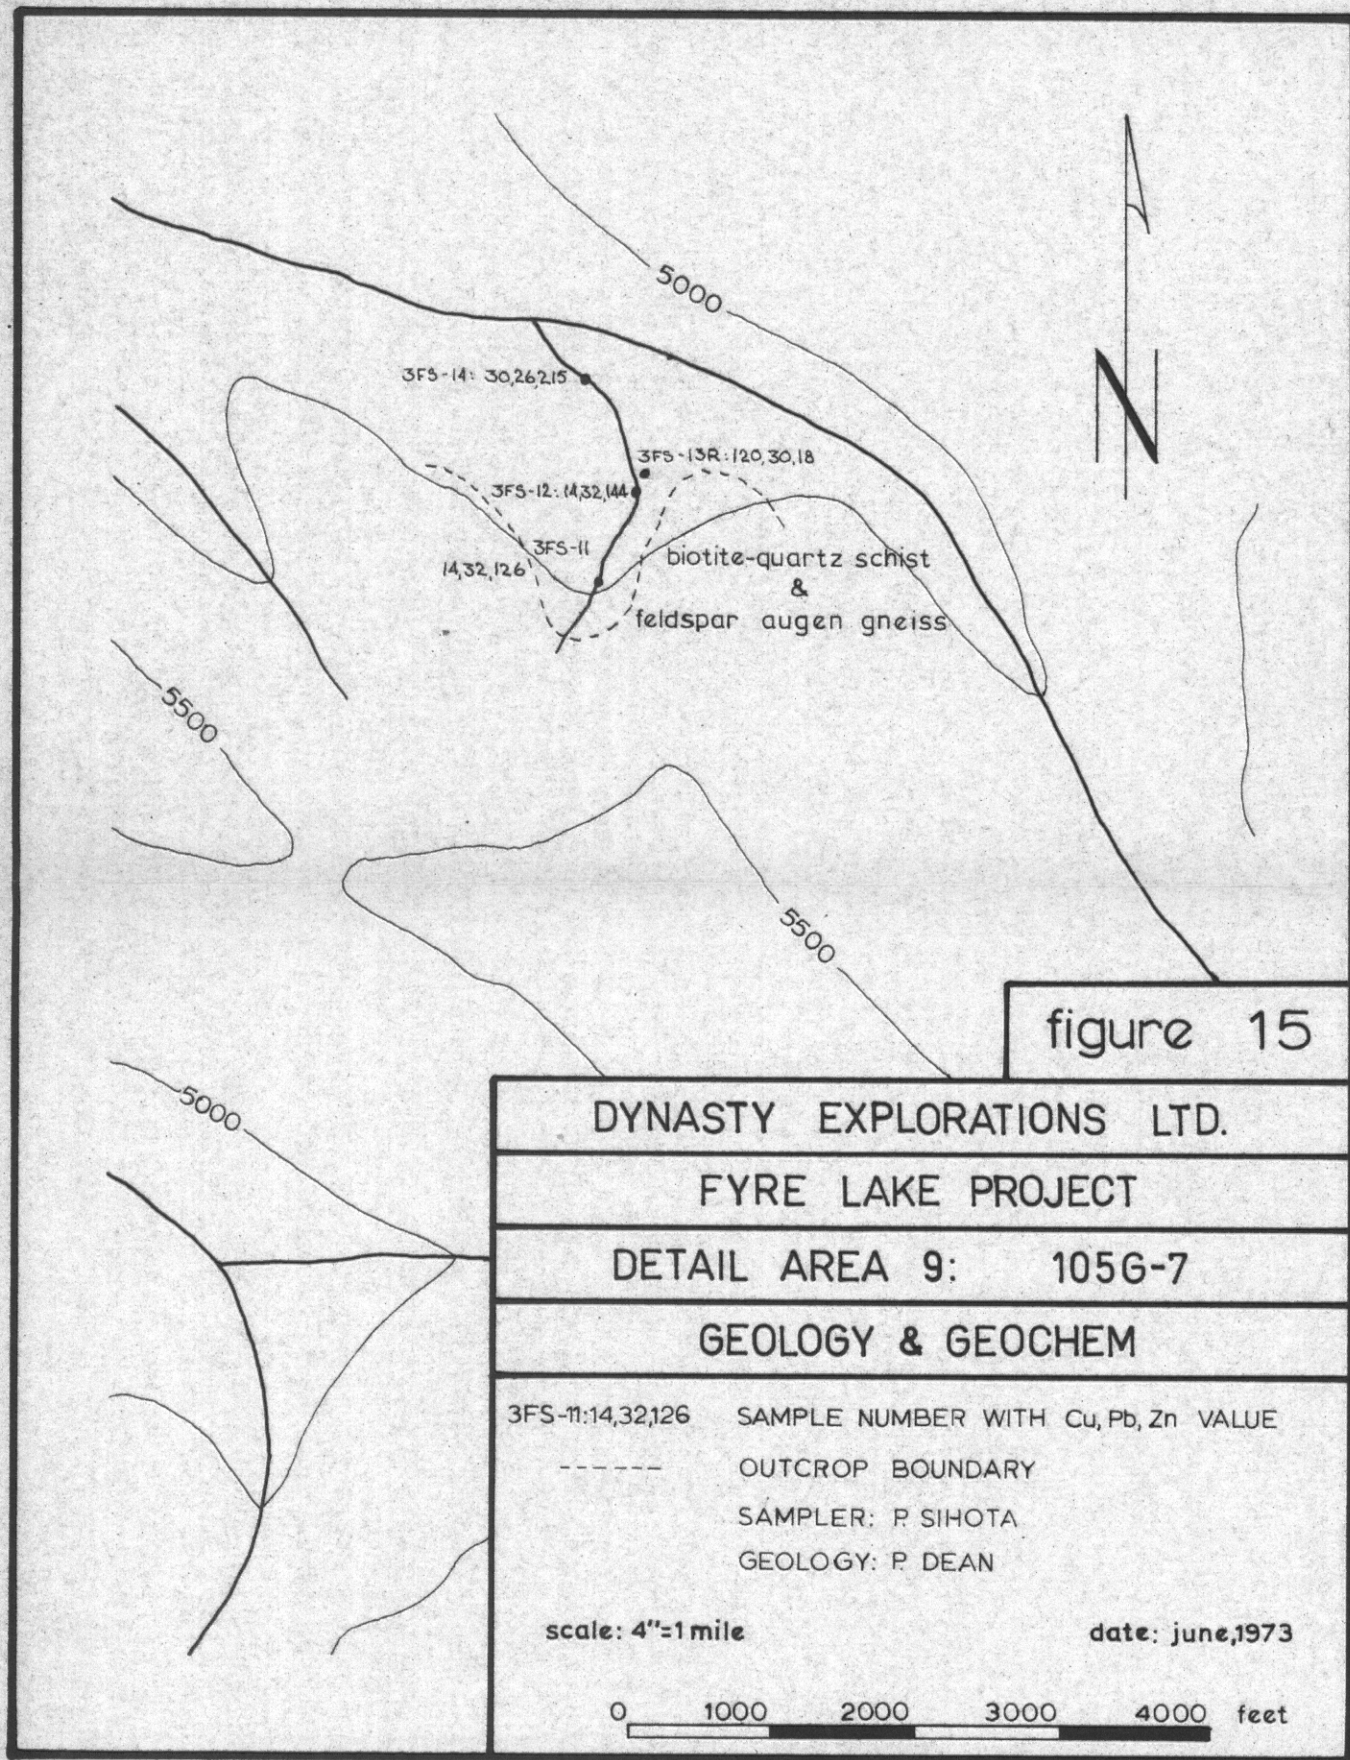 5000
3FS-14: 30,26,215
3FS-13R:120,30,18
3FS-12:14,32,144
3FS-11
14,32,126
biotite-quartz schist
&
feldspar augen gneiss
N
5500
5500
5000
figure 15
DYNASTY EXPLORATIONS LTD.
FYRE LAKE PROJECT
DETAIL AREA 9: 105G-7
GEOLOGY & GEOCHEM
3FS-11:14,32,126 SAMPLE NUMBER WITH Cu, Pb, Zn VALUE
OUTCROP BOUNDARY
SAMPLER: P. SIHOTA
GEOLOGY: P. DEAN
scale: 4"=1 mile date: june,1973
0 1000 2000 3000 4000 feet